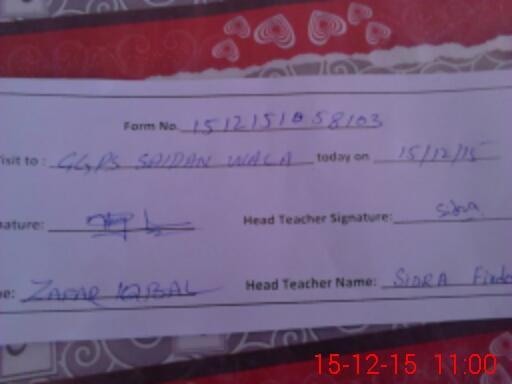 Form No. 1512151058103
isit to : GGPS SAIDAN WALA today on 15/12/15
nature: Head Teacher Signature: Sidra
e: ZAFAR IQBAL Head Teacher Name: SIDRA
15-12-15 11:00